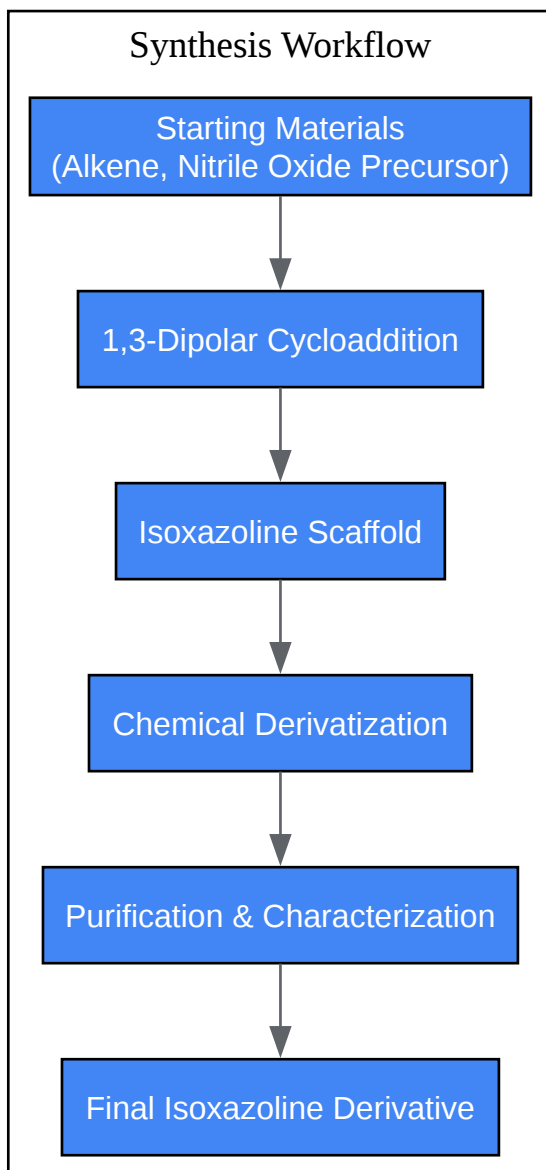 Synthesis Workflow
Starting Materials
(Alkene, Nitrile Oxide Precursor)
1,3-Dipolar Cycloaddition
Isoxazoline Scaffold
Chemical Derivatization
Purification & Characterization
Final Isoxazoline Derivative